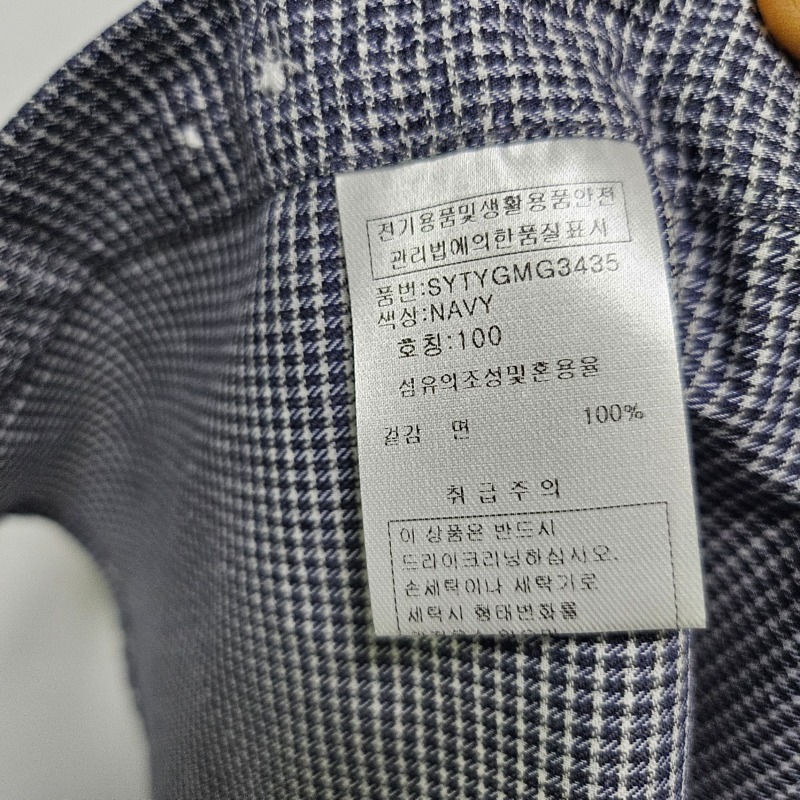 전기용품및생활용품안전
관리법에의한품질표시
품번:SYTYGMG3435
색상:NAVY
호칭:100
섬유의조성및혼용율
겉감 면 100%
취급주의
이 상품은 반드시
드라이크리닝하십시오.
손세탁이나 세탁기로
세탁시 형태변화를